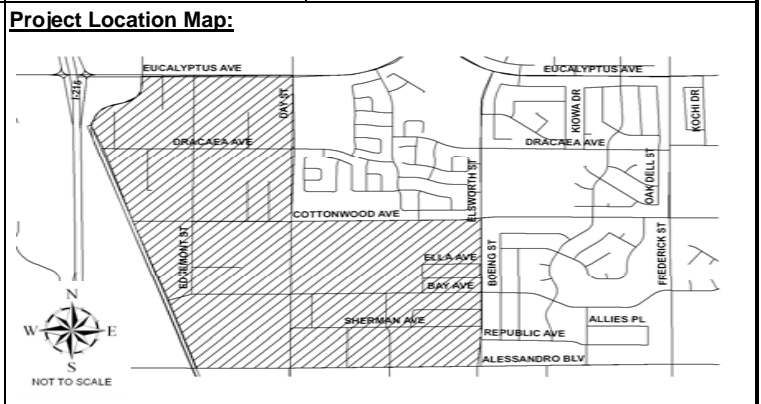 Project Location Map:
EUCALYPTUS AVE
EUCALYPTUS AVE
I-215
DAY ST
KIOWA DR
KOCHI DR
DRACAEA AVE
DRACAEA AVE
ELSWORTH ST
OAK DELL ST
COTTONWOOD AVE
EDGEMONT ST
BOEING ST
FREDERICK ST
ELLA AVE
BAY AVE
SHERMAN AVE
ALLIES PL
REPUBLIC AVE
ALESSANDRO BLV
N
W E
S
NOT TO SCALE